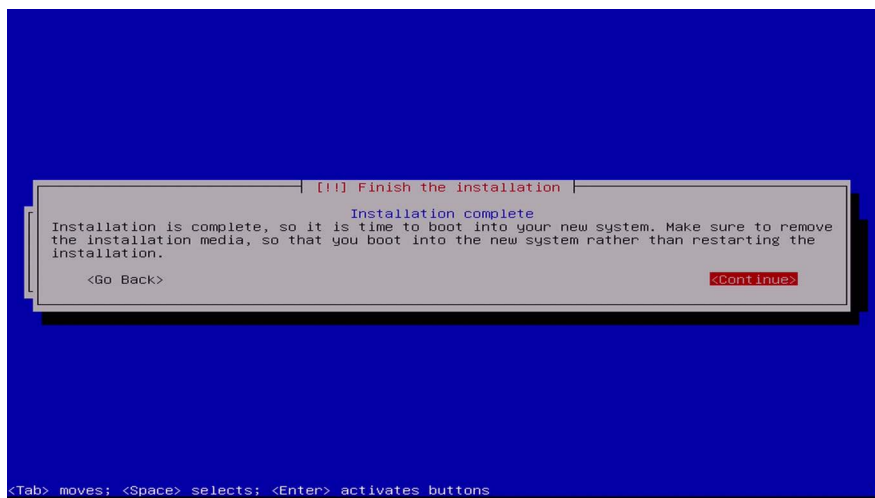 [!!] Finish the installation
Installation complete
Installation is complete, so it is time to boot into your new system. Make sure to remove
the installation media, so that you boot into the new system rather than restarting the
installation.
<Go Back> <Continue>
<Tab> moves; <Space> selects; <Enter> activates buttons